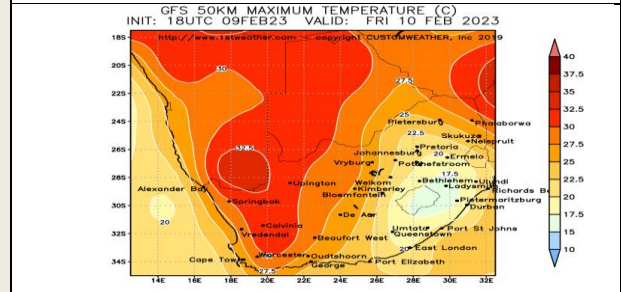 GFS 50KM MAXIMUM TEMPERATURE (C)
INIT: 18UTC 09FEB23 VALID: FRI 10 FEB 2023
http://www.1stweather.com copyright CUSTOMWEATHER, Inc 2019
18S
20S
22S
24S
26S
28S
30S
32S
34S
14E
16E
18E
20E
22E
24E
26E
28E
30E
32E
30
27.5
25
22.5
32.5
20
17.5
20
20
27.5
Pietersburg
Phalaborwa
Skukuza
Nelspruit
Pretoria
Johannesburg
Ermelo
Vryburg
Potchefstroom
Welkom
Bethlehem
Ulundi
Ladysmith
Kimberley
Richards B
Bloemfontein
Pietermaritzburg
Durban
Upington
Alexander Bay
Springbok
De Aar
Calvinia
Vredendal
Umtata
Port St Johns
Queenstown
Beaufort West
East London
Cape Town
Worcester
Oudtshoorn
George
Port Elizabeth
40
37.5
35
32.5
30
27.5
25
22.5
20
17.5
15
10